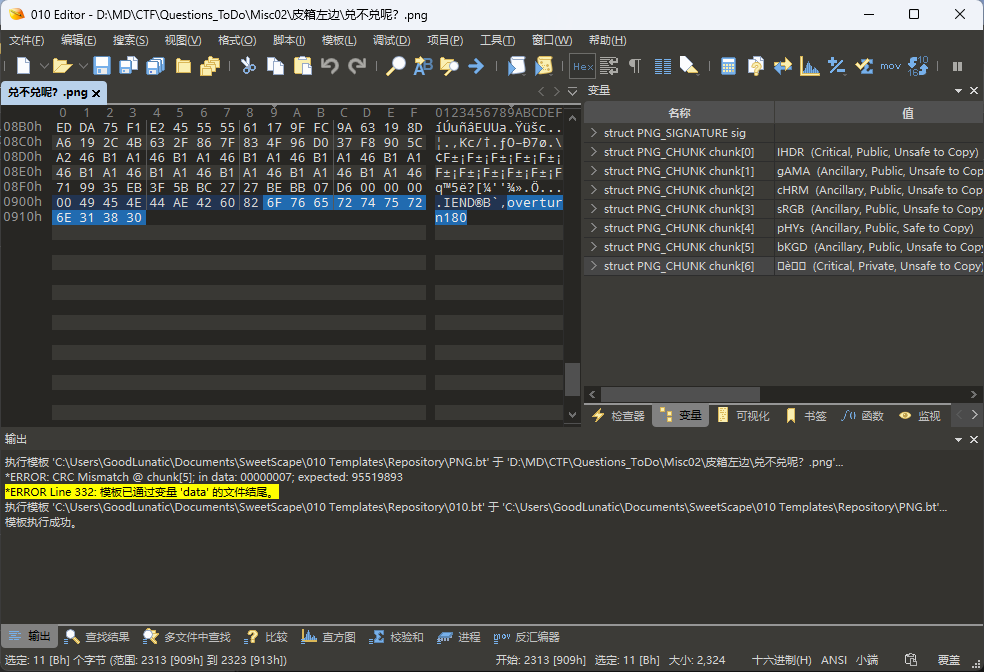 010 Editor - D:\MD\CTF\Questions_ToDo\Misc02\皮箱左边\兑不兑呢？.png
文件(F) 编辑(E) 搜索(S) 视图(V) 格式(O) 脚本(I) 模板(L) 调试(D) 项目(P) 工具(T) 窗口(W) 帮助(H)
Hex mov
兑不兑呢？.png 变量
0 1 2 3 4 5 6 7 8 9 A B C D E F 0123456789ABCDEF 名称 值
08B0h ED DA 75 F1 E2 45 55 55 61 17 9F FC 9A 63 19 8D íÚuñâEUUa.Ÿüšc..
08C0h A6 19 2C 4B 63 2F 86 7F 83 4F 96 D0 37 F8 90 5C ¦.,Kc/†.ƒO–Ð7ø.\
08D0h A2 46 B1 A1 46 B1 A1 46 B1 A1 46 B1 A1 46 B1 A1 ¢F±¡F±¡F±¡F±¡F±¡
08E0h 46 B1 A1 46 B1 A1 46 B1 A1 46 B1 A1 46 B1 A1 46 F±¡F±¡F±¡F±¡F±¡F
08F0h 71 99 35 EB 3F 5B BC 27 27 BE BB 07 D6 00 00 00 q™5ë?[¼''¾».Ö...
0900h 00 49 45 4E 44 AE 42 60 82 6F 76 65 72 74 75 72 .IEND®B`‚overtur
0910h 6E 31 38 30 n180
struct PNG_SIGNATURE sig
struct PNG_CHUNK chunk[0] IHDR (Critical, Public, Unsafe to Copy)
struct PNG_CHUNK chunk[1] gAMA (Ancillary, Public, Unsafe to Cop
struct PNG_CHUNK chunk[2] cHRM (Ancillary, Public, Unsafe to Cop
struct PNG_CHUNK chunk[3] sRGB (Ancillary, Public, Unsafe to Copy
struct PNG_CHUNK chunk[4] pHYs (Ancillary, Public, Safe to Copy)
struct PNG_CHUNK chunk[5] bKGD (Ancillary, Public, Unsafe to Copy
struct PNG_CHUNK chunk[6] è (Critical, Private, Unsafe to Copy)
检查器 变量 可视化 书签 函数 监视
输出
执行模板 'C:\Users\GoodLunatic\Documents\SweetScape\010 Templates\Repository\PNG.bt' 于 'D:\MD\CTF\Questions_ToDo\Misc02\皮箱左边\兑不兑呢？.png'...
*ERROR: CRC Mismatch @ chunk[5]; in data: 00000007; expected: 95519893
*ERROR Line 332: 模板已通过变量 'data' 的文件结尾。
执行模板 'C:\Users\GoodLunatic\Documents\SweetScape\010 Templates\Repository\010.bt' 于 'C:\Users\GoodLunatic\Documents\SweetScape\010 Templates\Repository\PNG.bt'...
模板执行成功。
输出 查找结果 多文件中查找 比较 直方图 校验和 进程 mov 反汇编器
选定: 11 [Bh] 个字节 (范围: 2313 [909h] 到 2323 [913h]) 开始: 2313 [909h] 选定: 11 [Bh] 大小: 2,324 十六进制(H) ANSI 小端 覆盖